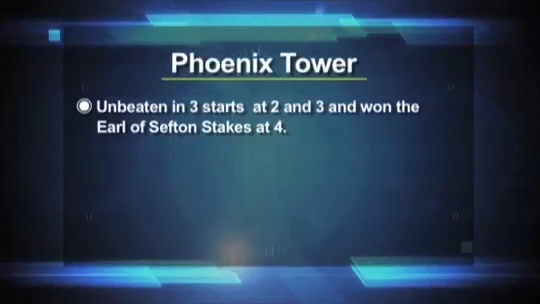 Phoenix Tower
Unbeaten in 3 starts at 2 and 3 and won the
Earl of Sefton Stakes at 4.